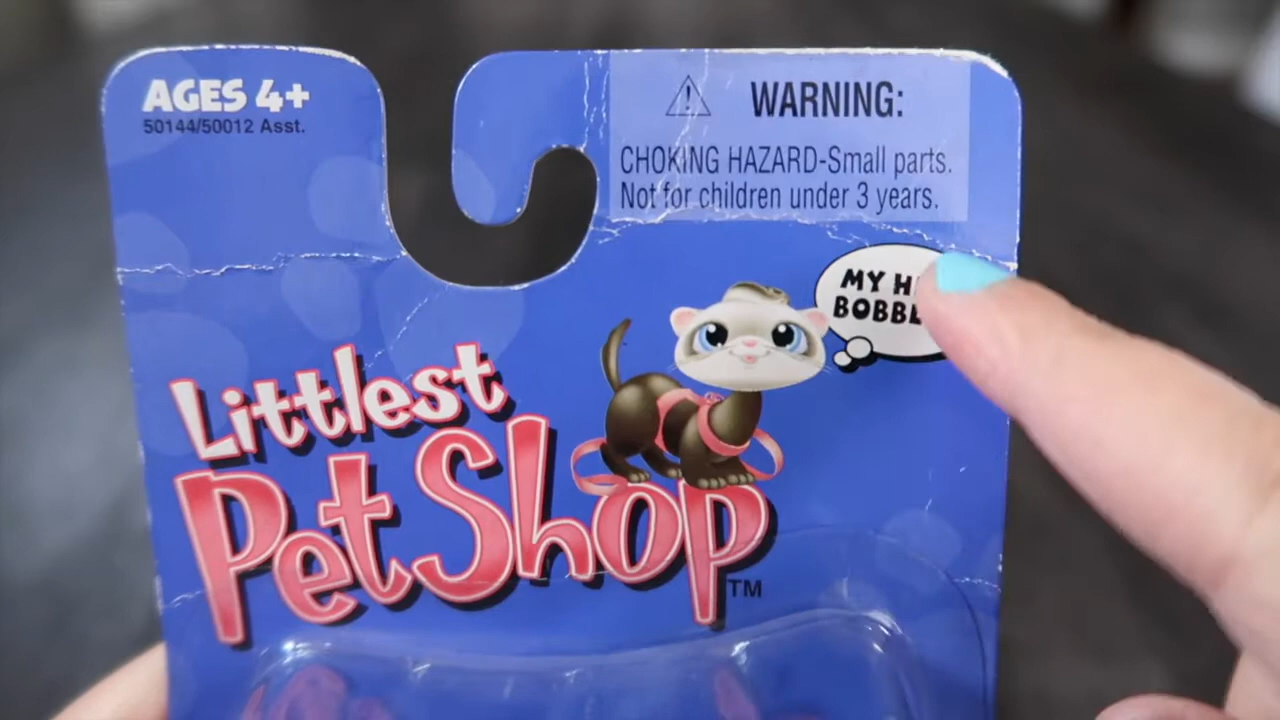 AGES 4+
50144/50012 Asst.
WARNING:
CHOKING HAZARD-Small parts.
Not for children under 3 years.
MY
Littlest
PetShop
TM